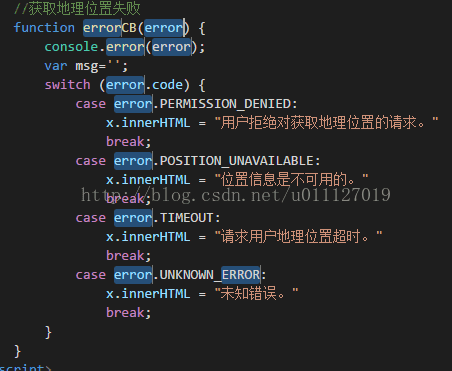 //获取地理位置失败
function errorCB(error) {
    console.error(error);
    var msg='';
    switch (error.code) {
        case error.PERMISSION_DENIED:
            x.innerHTML = "用户拒绝对获取地理位置的请求。"
            break;
        case error.POSITION_UNAVAILABLE:
            x.innerHTML = "位置信息是不可用的。"
http://blog.csdn.net/u011127019
            break;
        case error.TIMEOUT:
            x.innerHTML = "请求用户地理位置超时。"
            break;
        case error.UNKNOWN_ERROR:
            x.innerHTML = "未知错误。"
            break;
    }
}
script>